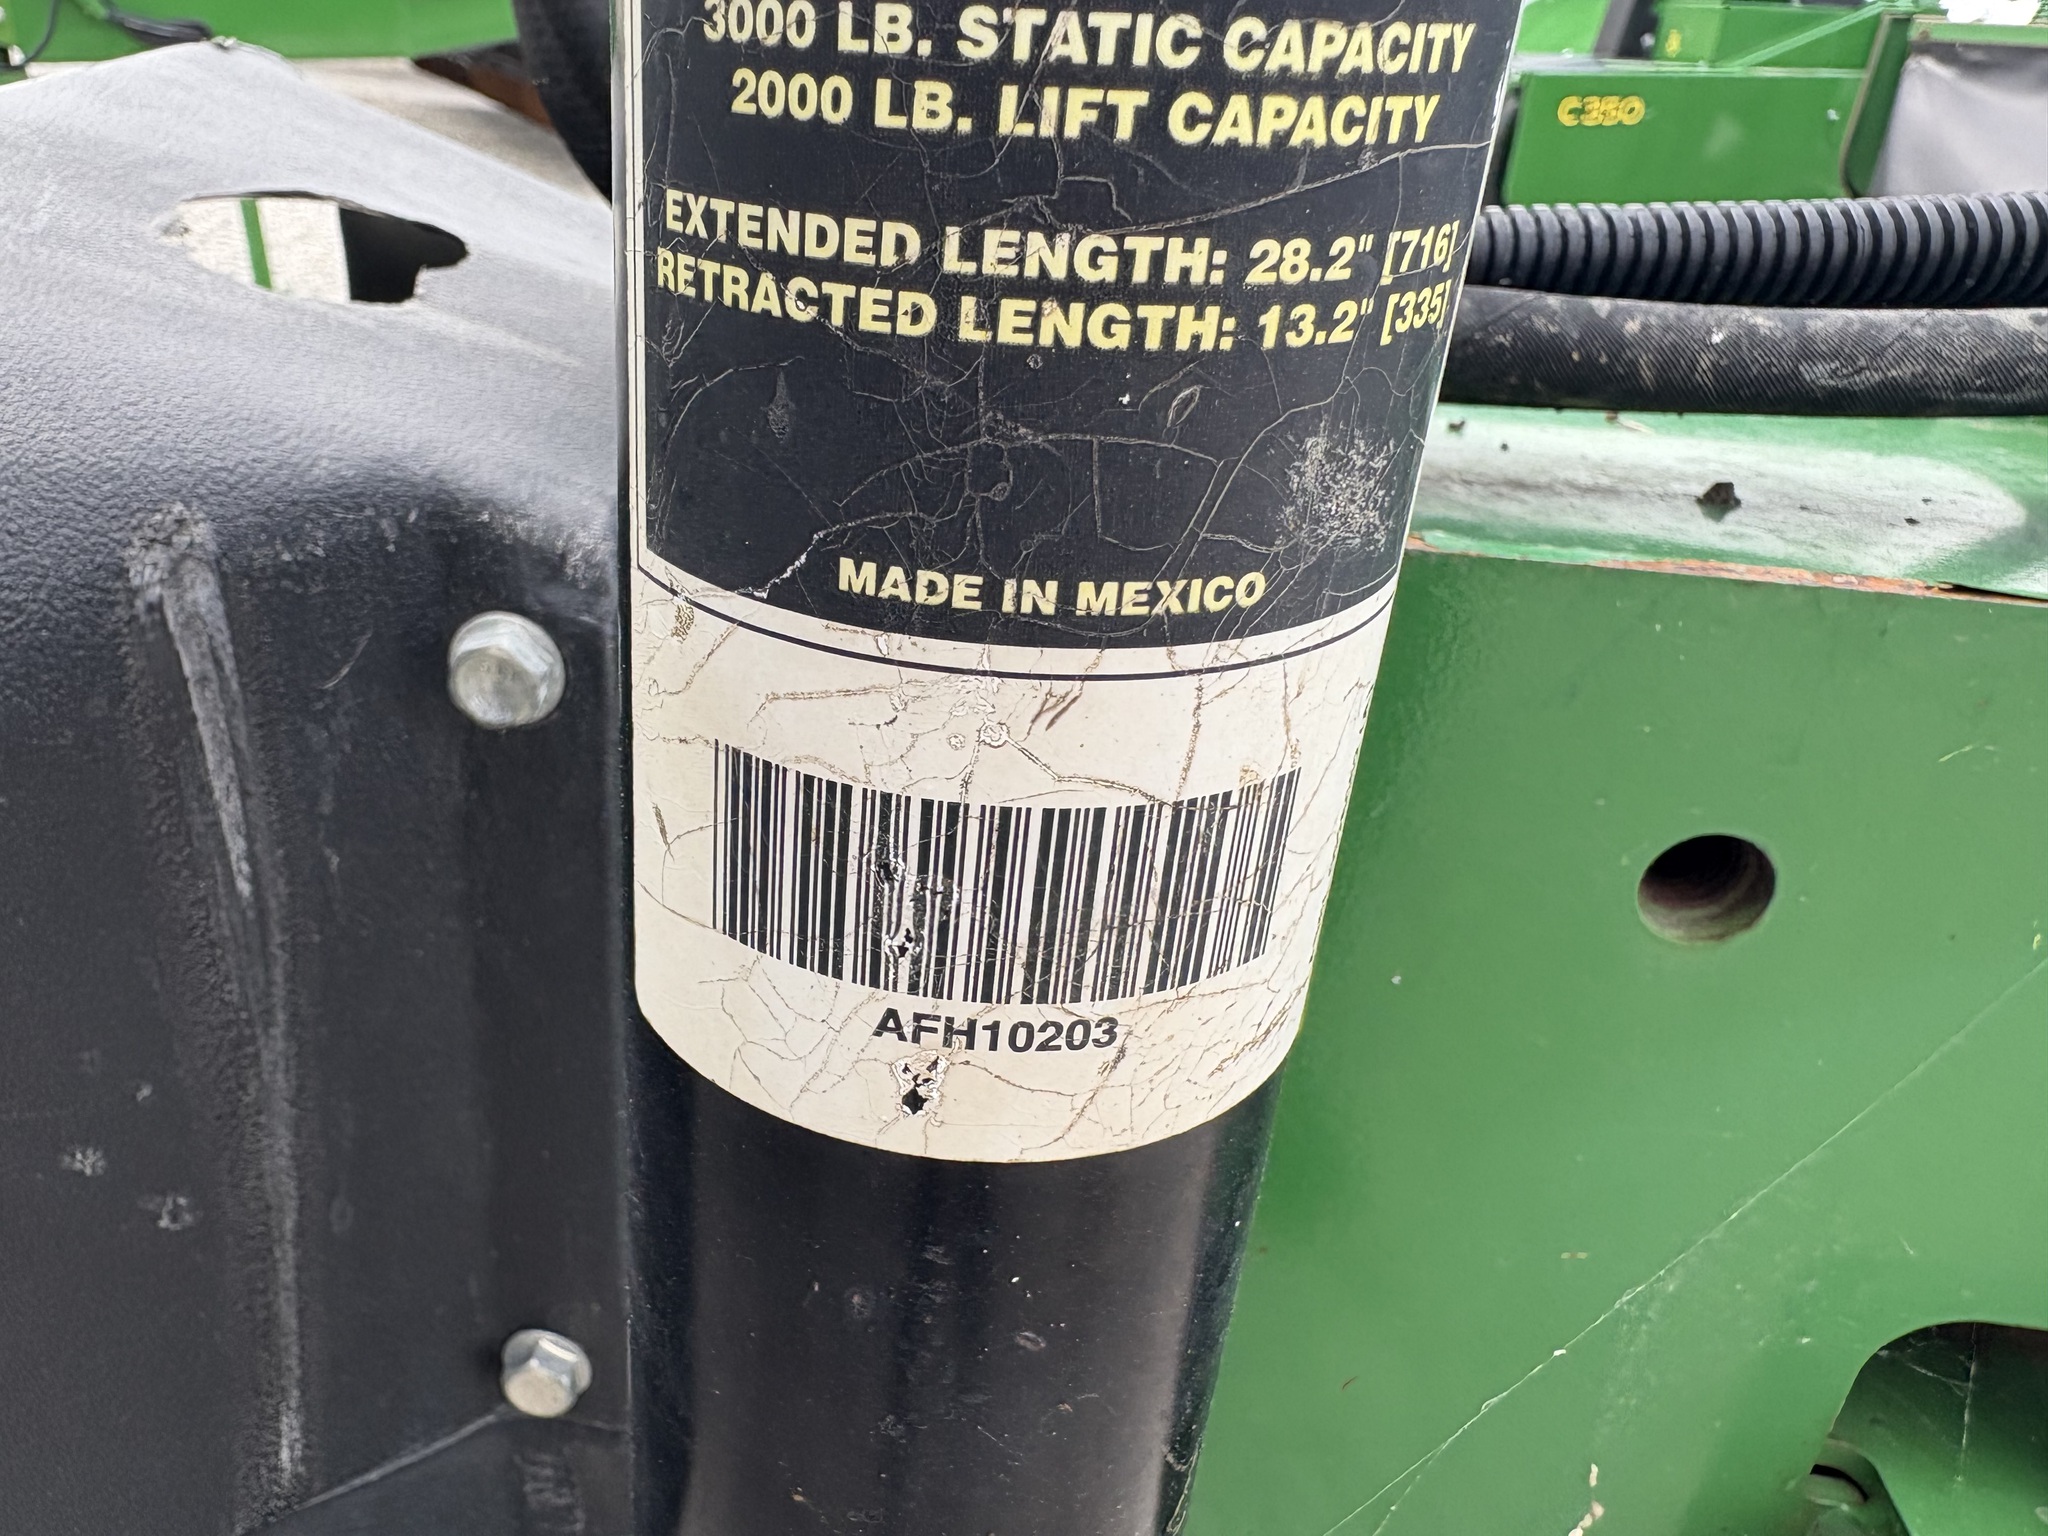 3000 LB. STATIC CAPACITY
2000 LB. LIFT CAPACITY
C350
EXTENDED LENGTH: 28.2" [716]
RETRACTED LENGTH: 13.2" [335]
MADE IN MEXICO
AFH10203